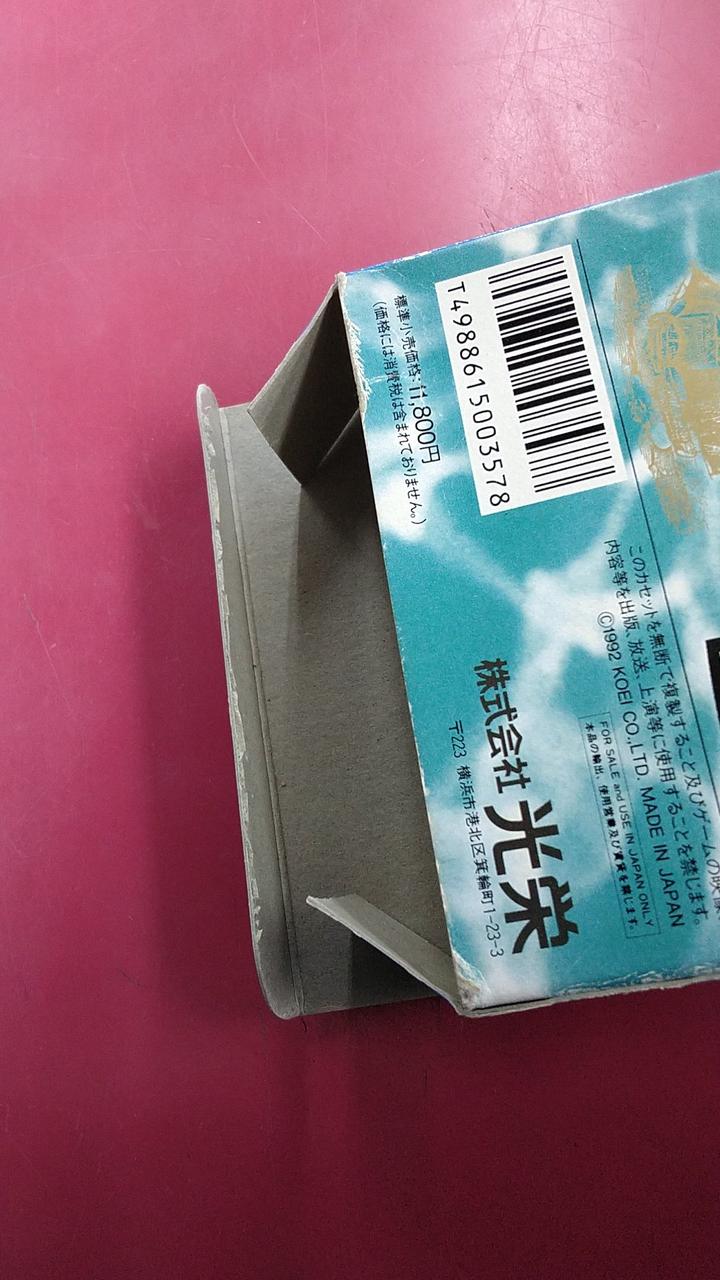 T4988615003578
標準小売価格:11,800円
(価格には消費税は含まれておりません。)
このカセットを無断で複製すること及びゲームの映像、
内容等を出版、放送、上演等に使用することを禁じます。
©1992 KOEI CO.,LTD. MADE IN JAPAN
FOR SALE and USE IN JAPAN ONLY
本品の輸出、使用営業及び賃貸を禁じます。
株式会社 光栄
〒223 横浜市港北区箕輪町1-23-3